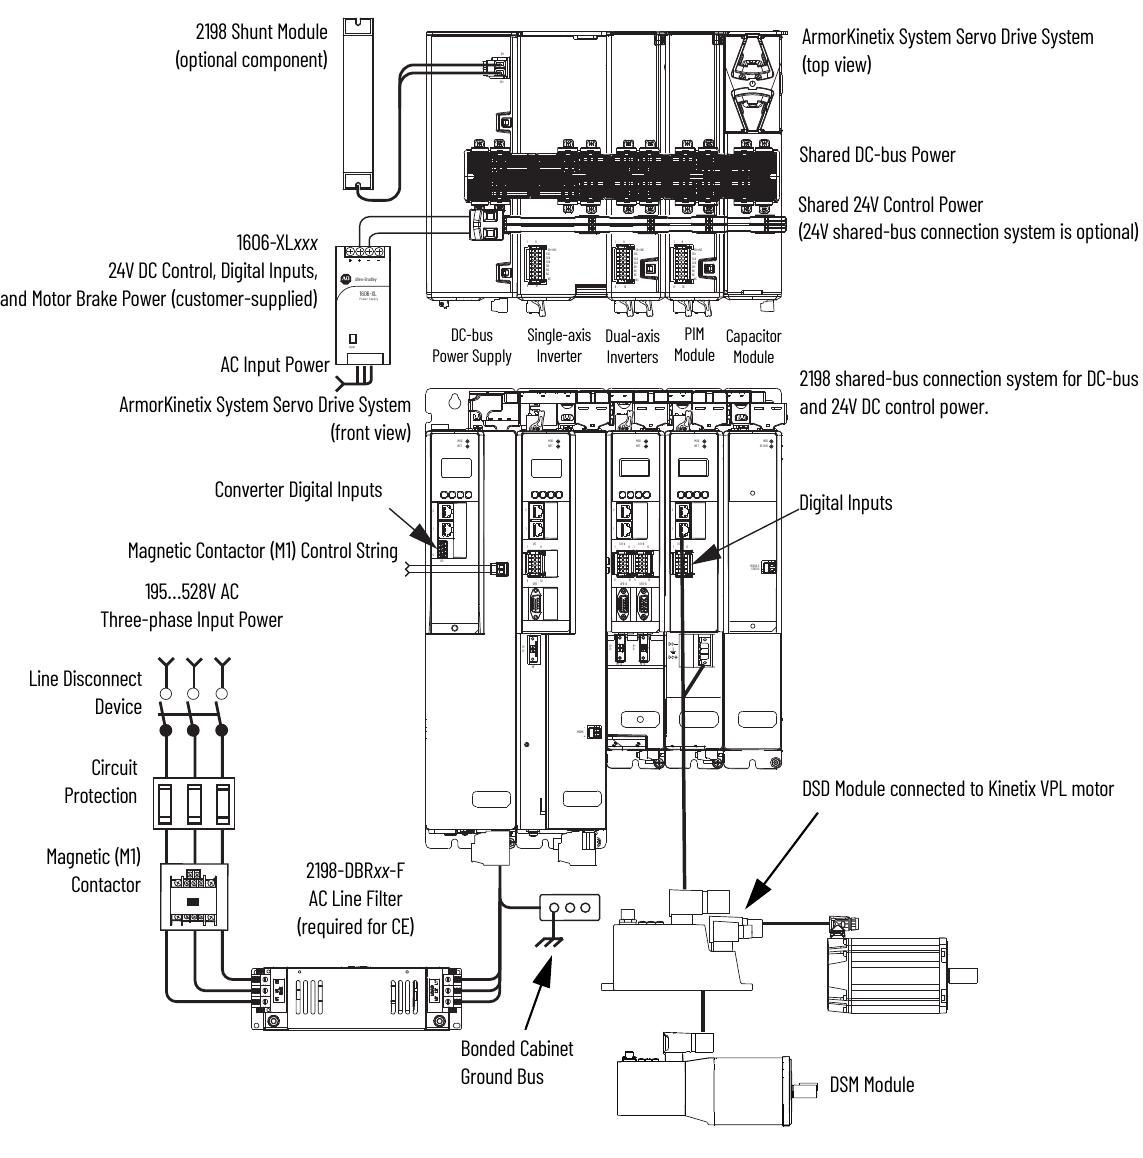 2198 Shunt Module
(optional component)
ArmorKinetix System Servo Drive System
(top view)
Shared DC-bus Power
Shared 24V Control Power
(24V shared-bus connection system is optional)
1606-XLxxx
24V DC Control, Digital Inputs,
and Motor Brake Power (customer-supplied)
Allen-Bradley
1606-XL
Power Supply
AC Input Power
DC-bus
Power Supply
Single-axis
Inverter
Dual-axis
Inverters
PIM
Module
Capacitor
Module
2198 shared-bus connection system for DC-bus
and 24V DC control power.
ArmorKinetix System Servo Drive System
(front view)
Converter Digital Inputs
Digital Inputs
Magnetic Contactor (M1) Control String
195...528V AC
Three-phase Input Power
Line Disconnect
Device
Circuit
Protection
Magnetic (M1)
Contactor
2198-DBRxx-F
AC Line Filter
(required for CE)
DSD Module connected to Kinetix VPL motor
Bonded Cabinet
Ground Bus
DSM Module